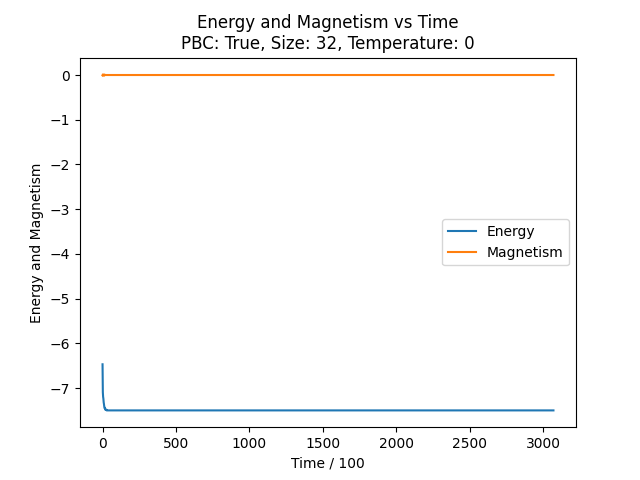 Energy and Magnetism vs Time
PBC: True, Size: 32, Temperature: 0
0
−1
−2
−3
−4
−5
−6
−7
Energy and Magnetism
Energy
Magnetism
0 500 1000 1500 2000 2500 3000
Time / 100